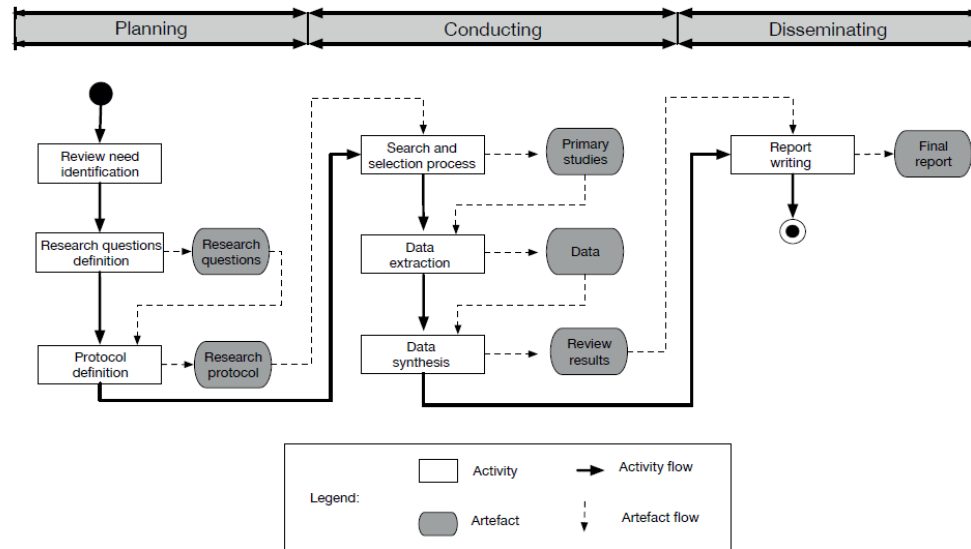 Planning
Conducting
Disseminating
Review need
identification
Research questions
definition
Research
questions
Protocol
definition
Research
protocol
Search and
selection process
Primary
studies
Data
extraction
Data
Data
synthesis
Review
results
Report
writing
Final
report
Legend:
Activity
Activity flow
Artefact
Artefact flow